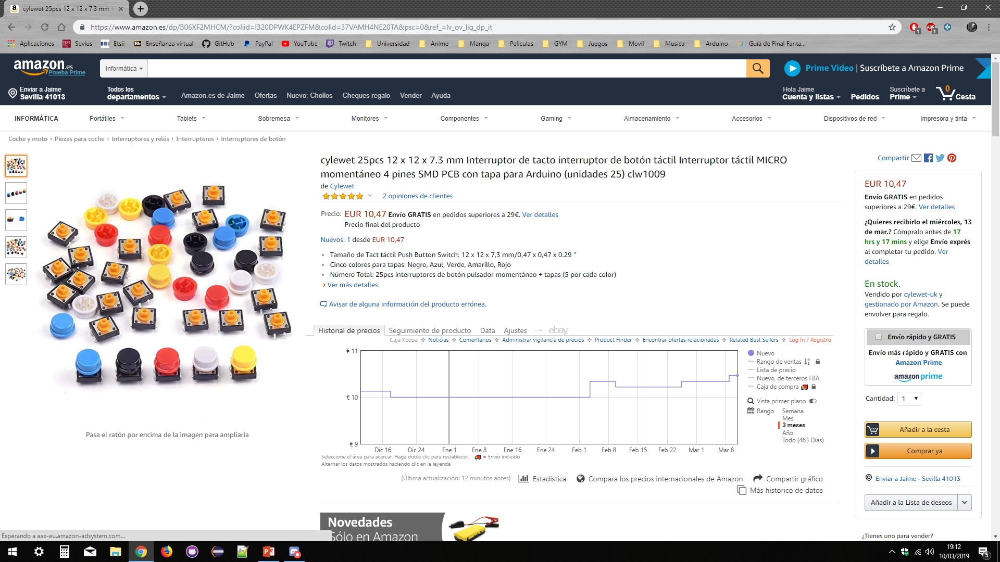 cylewet 25pcs 12 x 12 x 7.3 mm
https://www.amazon.es/dp/B06XF2MHCM/?coliid=I320DPWK4EPZFM&colid=37VAMH4NE20TA&psc=0&ref_=lv_ov_lig_dp_it
1
ABP
1
Aplicaciones
Sevius
Etsii
Bb Enseñanza virtual
GitHub
PayPal
YouTube
Twitch
Universidad
Anime
Manga
Peliculas
GYM
Juegos
Movil
Musica
Arduino
Guía de Final Fanta...
amazon.es
Prueba Prime
Informática
Prime Video | Suscríbete a Amazon Prime
Enviar a Jaime
Sevilla 41013
Todos los
departamentos
Amazon.es de Jaime
Ofertas
Nuevo: Chollos
Cheques regalo
Vender
Ayuda
Hola Jaime
Cuenta y listas
Pedidos
Suscríbete a
Prime
0
Cesta
INFORMÁTICA
Portátiles
Tablets
Sobremesa
Monitores
Componentes
Gaming
Almacenamiento
Accesorios
Dispositivos de red
Impresora y tinta
Coche y moto › Piezas para coche › Interruptores y relés › Interruptores › Interruptores de botón
cylewet 25pcs 12 x 12 x 7.3 mm Interruptor de tacto interruptor de botón táctil Interruptor táctil MICRO
momentáneo 4 pines SMD PCB con tapa para Arduino (unidades 25) clw1009
de Cylewet
2 opiniones de clientes
Precio: EUR 10,47 Envío GRATIS en pedidos superiores a 29€. Ver detalles
Precio final del producto
Nuevos: 1 desde EUR 10,47
• Tamaño de Tact táctil Push Button Switch: 12 x 12 x 7,3 mm/0,47 x 0,47 x 0.29 "
• Cinco colores para tapas: Negro, Azul, Verde, Amarillo, Rojo
• Número Total: 25pcs interruptores de botón pulsador momentáneo + tapas (5 por cada color)
› Ver más detalles
Avisar de alguna información del producto errónea.
Pasa el ratón por encima de la imagen para ampliarla
Historial de precios
Seguimiento de producto
Data
Ajustes
→ ebay
Caja Keepa
Noticias
Comentarios
Administrar vigilancia de precios
Product Finder
Encontrar ofertas relacionadas
Related Best Sellers
Log In / Registro
€ 11
€ 10
€ 9
Dic 16
Dic 24
Ene 1
Ene 8
Ene 16
Ene 24
Feb 1
Feb 8
Feb 15
Feb 22
Mar 1
Mar 8
Nuevo
Rango de ventas
Lista de precio
Nuevo, de terceros FBA
Caja de compra
Vista primer plano
Rango
Semana
Mes
3 meses
Año
Todo (463 Días)
Seleccione el área para acercar. Haga doble clic para restablecer.
= Envío incluido
Alternar los datos mostrados haciendo clic en la leyenda
(Última actualización: 12 minutos antes)
Estadística
Compara los precios internacionales de Amazon
Compartir gráfico
Más historico de datos
Novedades
Sólo en Amazon
Compartir
EUR 10,47
Envío GRATIS en pedidos
superiores a 29€. Ver detalles
¿Quieres recibirlo el miércoles, 13
de mar.? Cómpralo antes de 17
hrs y 17 mins y elige Envío exprés
al completar tu pedido. Ver
detalles
En stock.
Vendido por cylewet-uk y
gestionado por Amazon. Se puede
envolver para regalo.
Envío rápido y GRATIS
Envío más rápido y GRATIS con
Amazon Prime
amazon prime
Cantidad: 1
Añadir a la cesta
Comprar ya
Enviar a Jaime - Sevilla 41013
Añadir a la Lista de deseos
¿Tienes uno para vender?
Esperando a aax-eu.amazon-adsystem.com...
19:12
10/03/2019
5